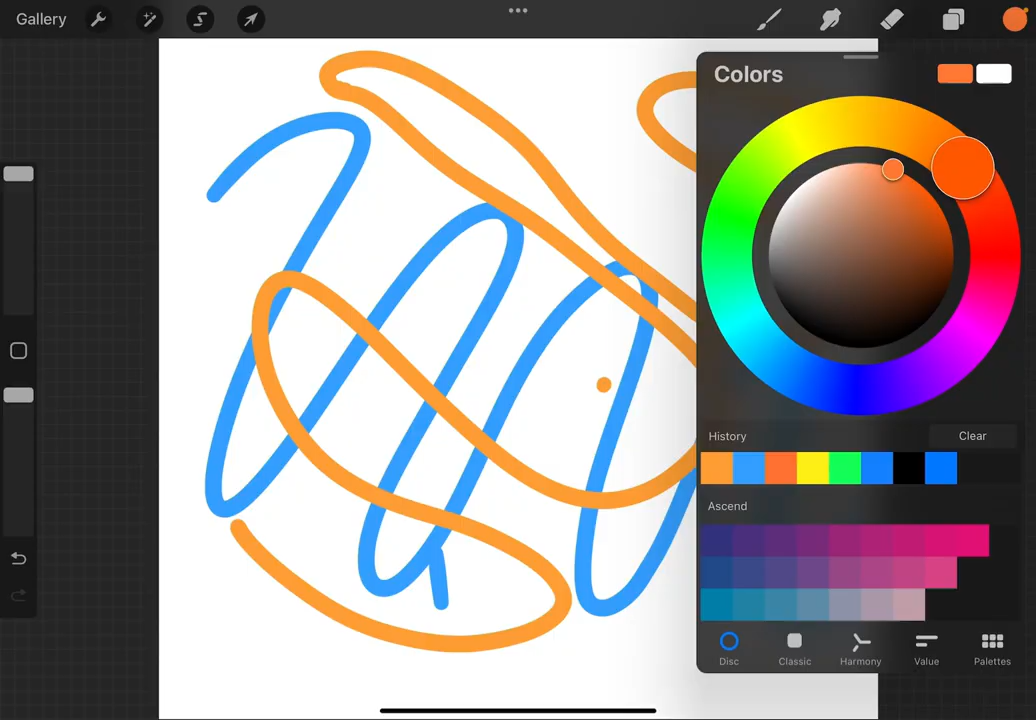 Gallery
Colors
History
Clear
Ascend
Disc
Classic
Harmony
Value
Palettes